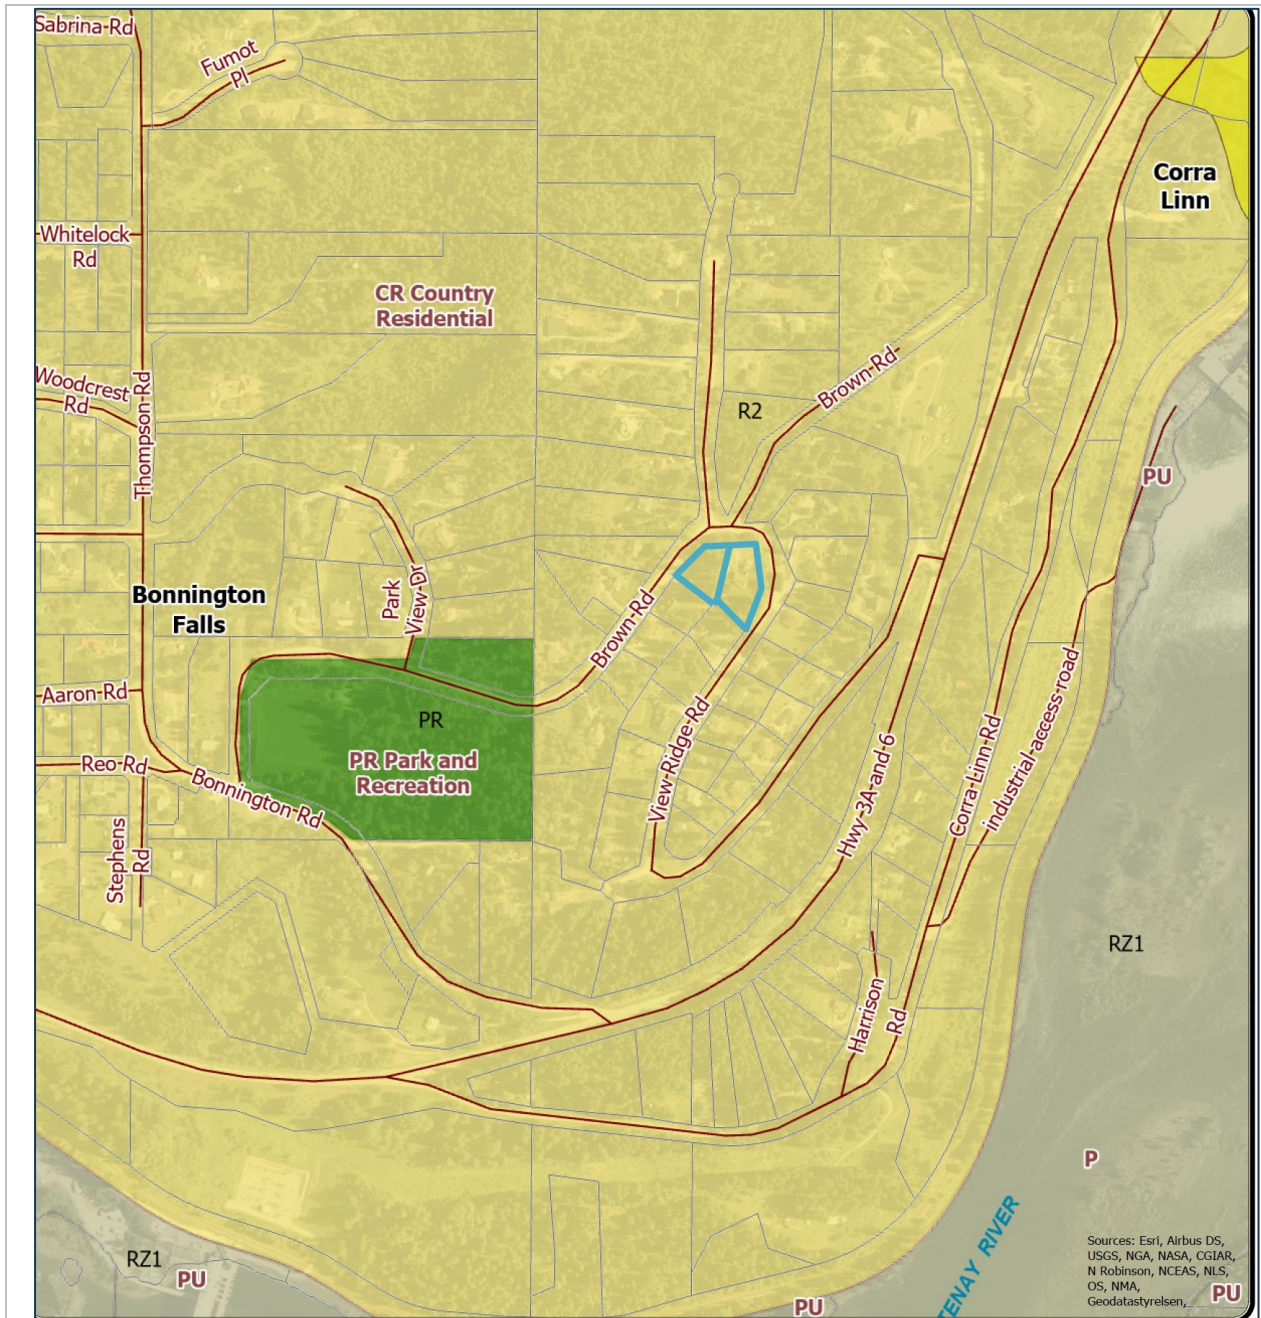 Sabrina Rd
Fumot
Pl
Corra
Linn
Whitelock
Rd
CR Country
Residential
Woodcrest
Rd
Thompson Rd
Brown Rd
R2
PU
Bonnington
Falls
Park
View Dr
Brown Rd
Aaron Rd
PR
PR Park and
Recreation
Reo Rd
Bonnington Rd
View Ridge Rd
Hwy 3A and 6
Corra Linn Rd
industrial access road
Stephens
Rd
RZ1
Harrison
Rd
P
TENAY RIVER
Sources: Esri, Airbus DS,
USGS, NGA, NASA, CGIAR,
N Robinson, NCEAS, NLS,
OS, NMA,
Geodatastyrelsen,
RZ1
PU
PU
PU